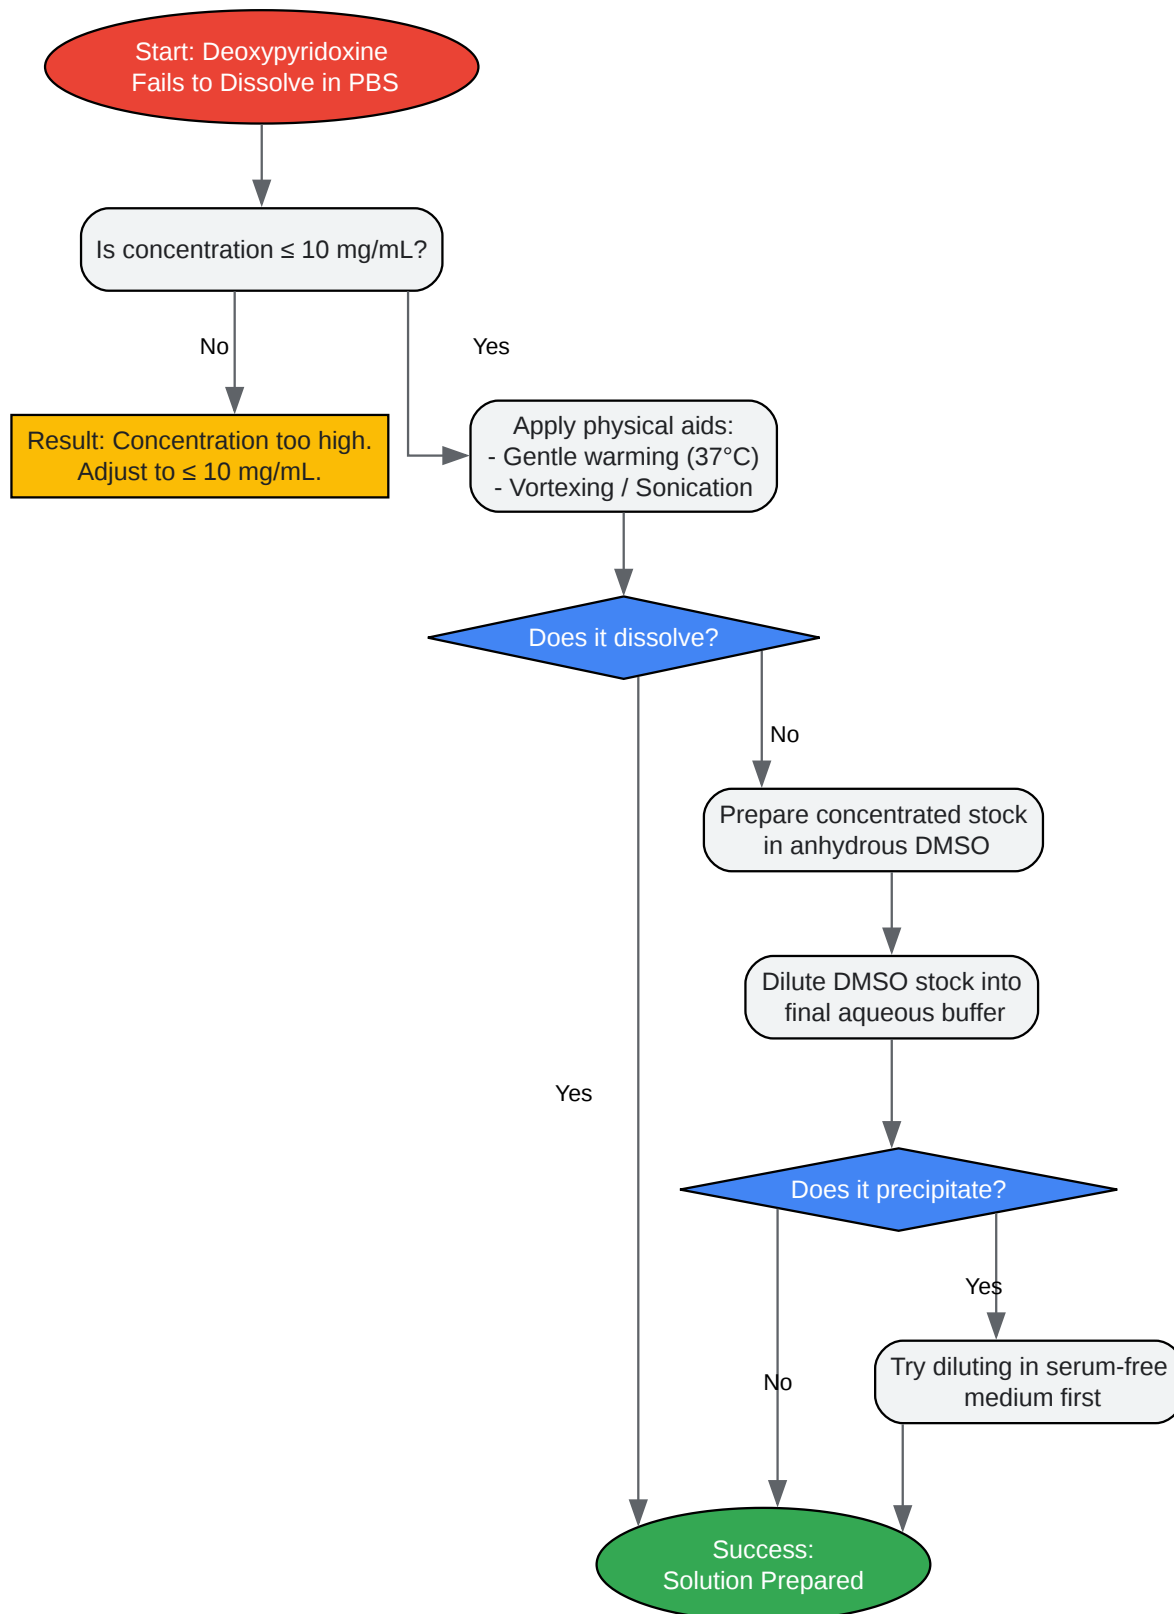 Start: Deoxypyridoxine
Fails to Dissolve in PBS
Is concentration ≤ 10 mg/mL?
No
Yes
Result: Concentration too high.
Adjust to ≤ 10 mg/mL.
Apply physical aids:
- Gentle warming (37°C)
- Vortexing / Sonication
Does it dissolve?
No
Prepare concentrated stock
in anhydrous DMSO
Dilute DMSO stock into
final aqueous buffer
Yes
Does it precipitate?
Yes
Try diluting in serum-free
medium first
No
Success:
Solution Prepared